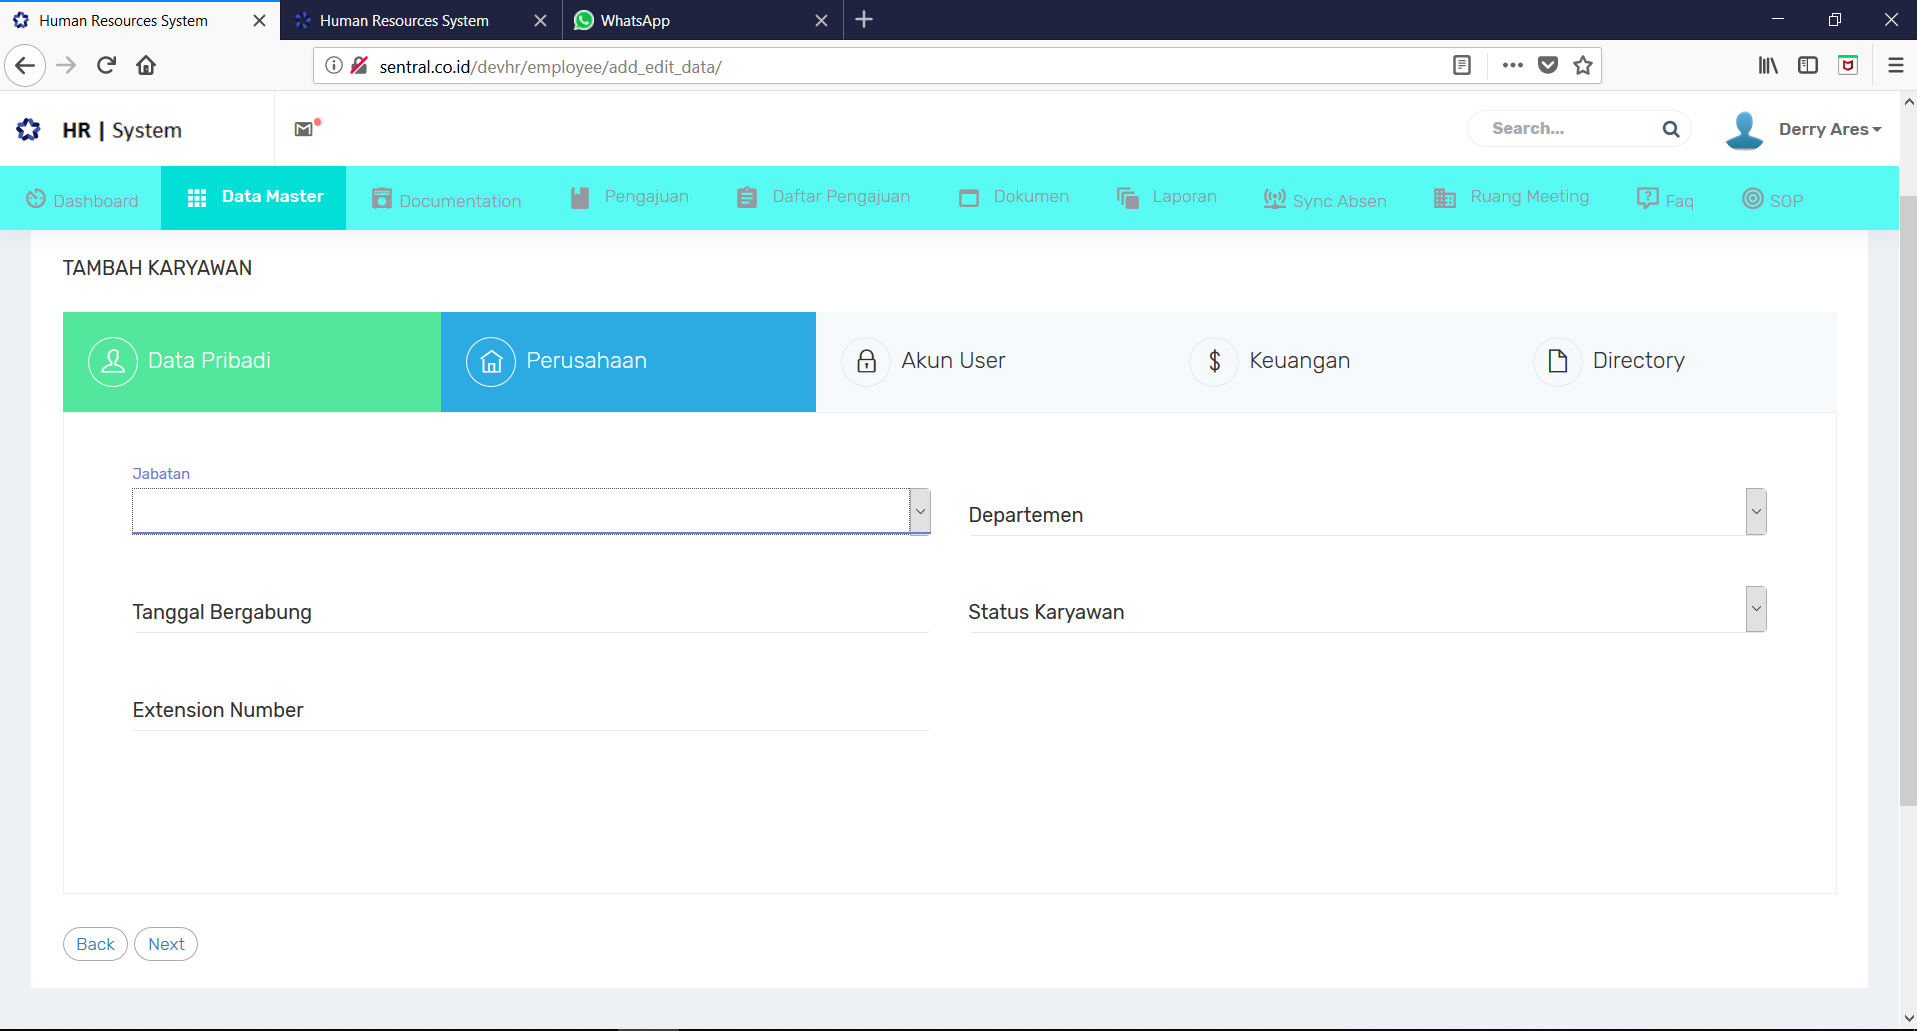 Human Resources System
Human Resources System
WhatsApp
sentral.co.id/devhr/employee/add_edit_data/
HR | System
Search...
Derry Ares
Dashboard
Data Master
Documentation
Pengajuan
Daftar Pengajuan
Dokumen
Laporan
Sync Absen
Ruang Meeting
Faq
SOP
TAMBAH KARYAWAN
Data Pribadi
Perusahaan
Akun User
$ Keuangan
Directory
Jabatan
Departemen
Tanggal Bergabung
Status Karyawan
Extension Number
Back
Next